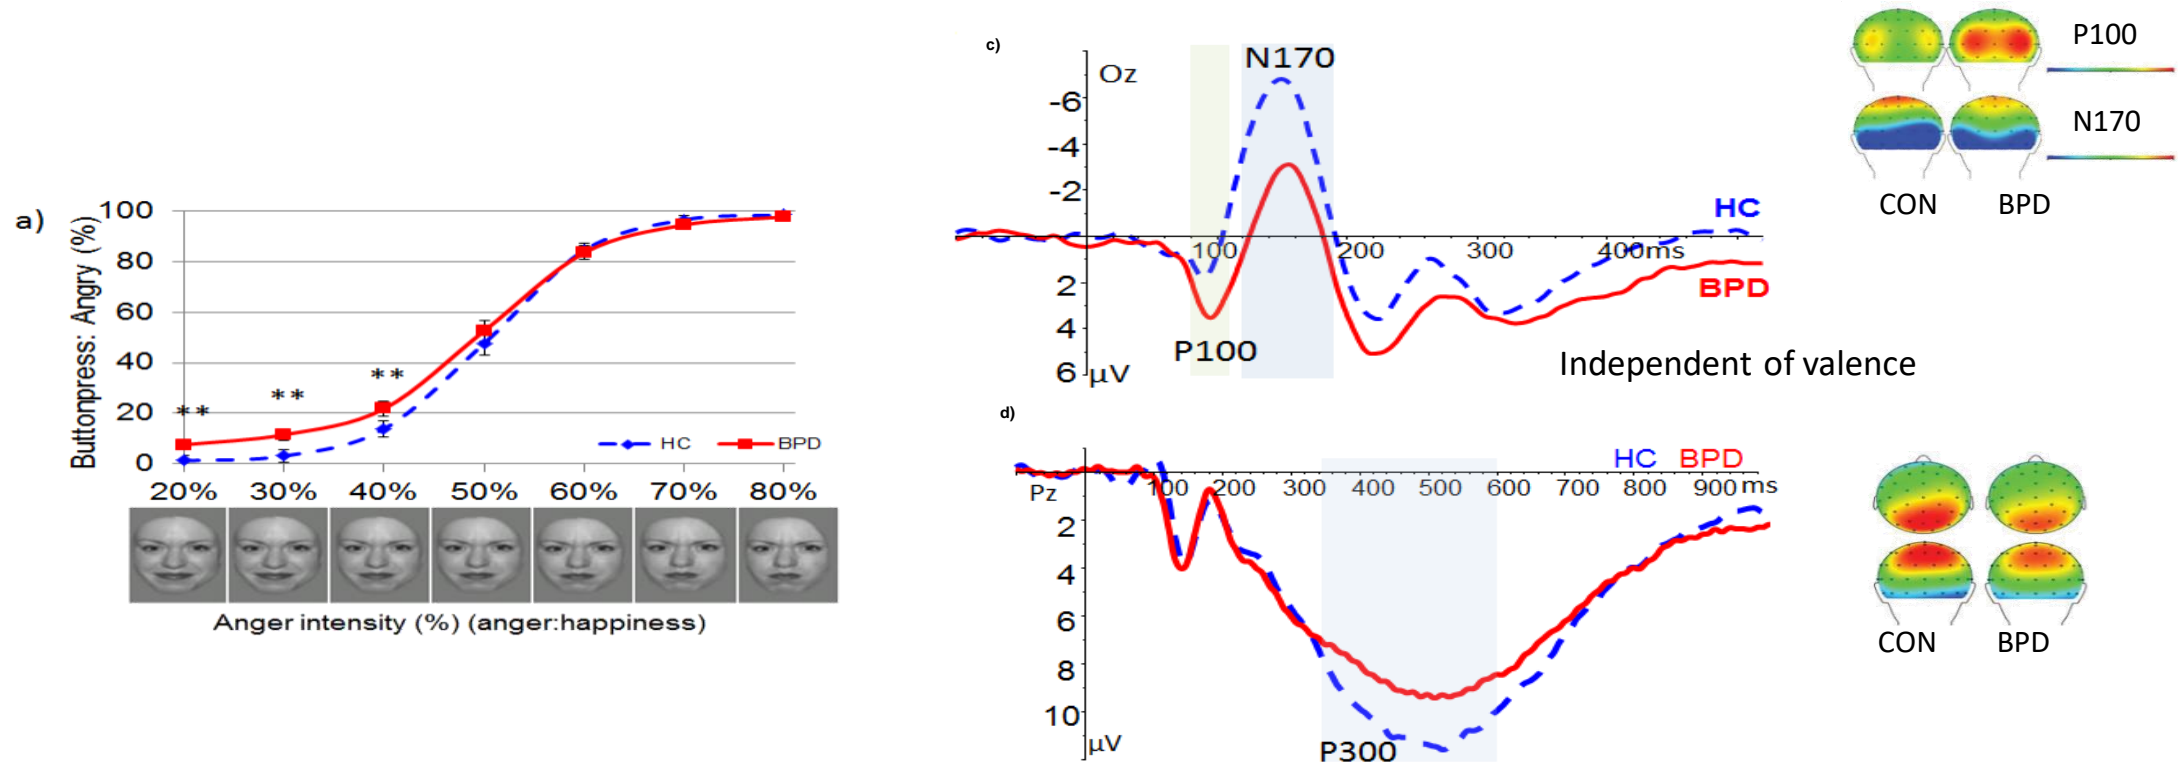 a)
Buttonpress: Angry (%)
100
80
60
40
20
0
**
**
**
HC
BPD
20%
30%
40%
50%
60%
70%
80%
Anger intensity (%) (anger:happiness)
c)
Oz
N170
-6
-4
-2
2
4
6
µV
100
200
300
400ms
P100
HC
BPD
Independent of valence
P100
N170
CON
BPD
d)
Pz
HC
BPD
100
200
300
400
500
600
700
800
900
ms
2
4
6
8
10
µV
P300
CON
BPD